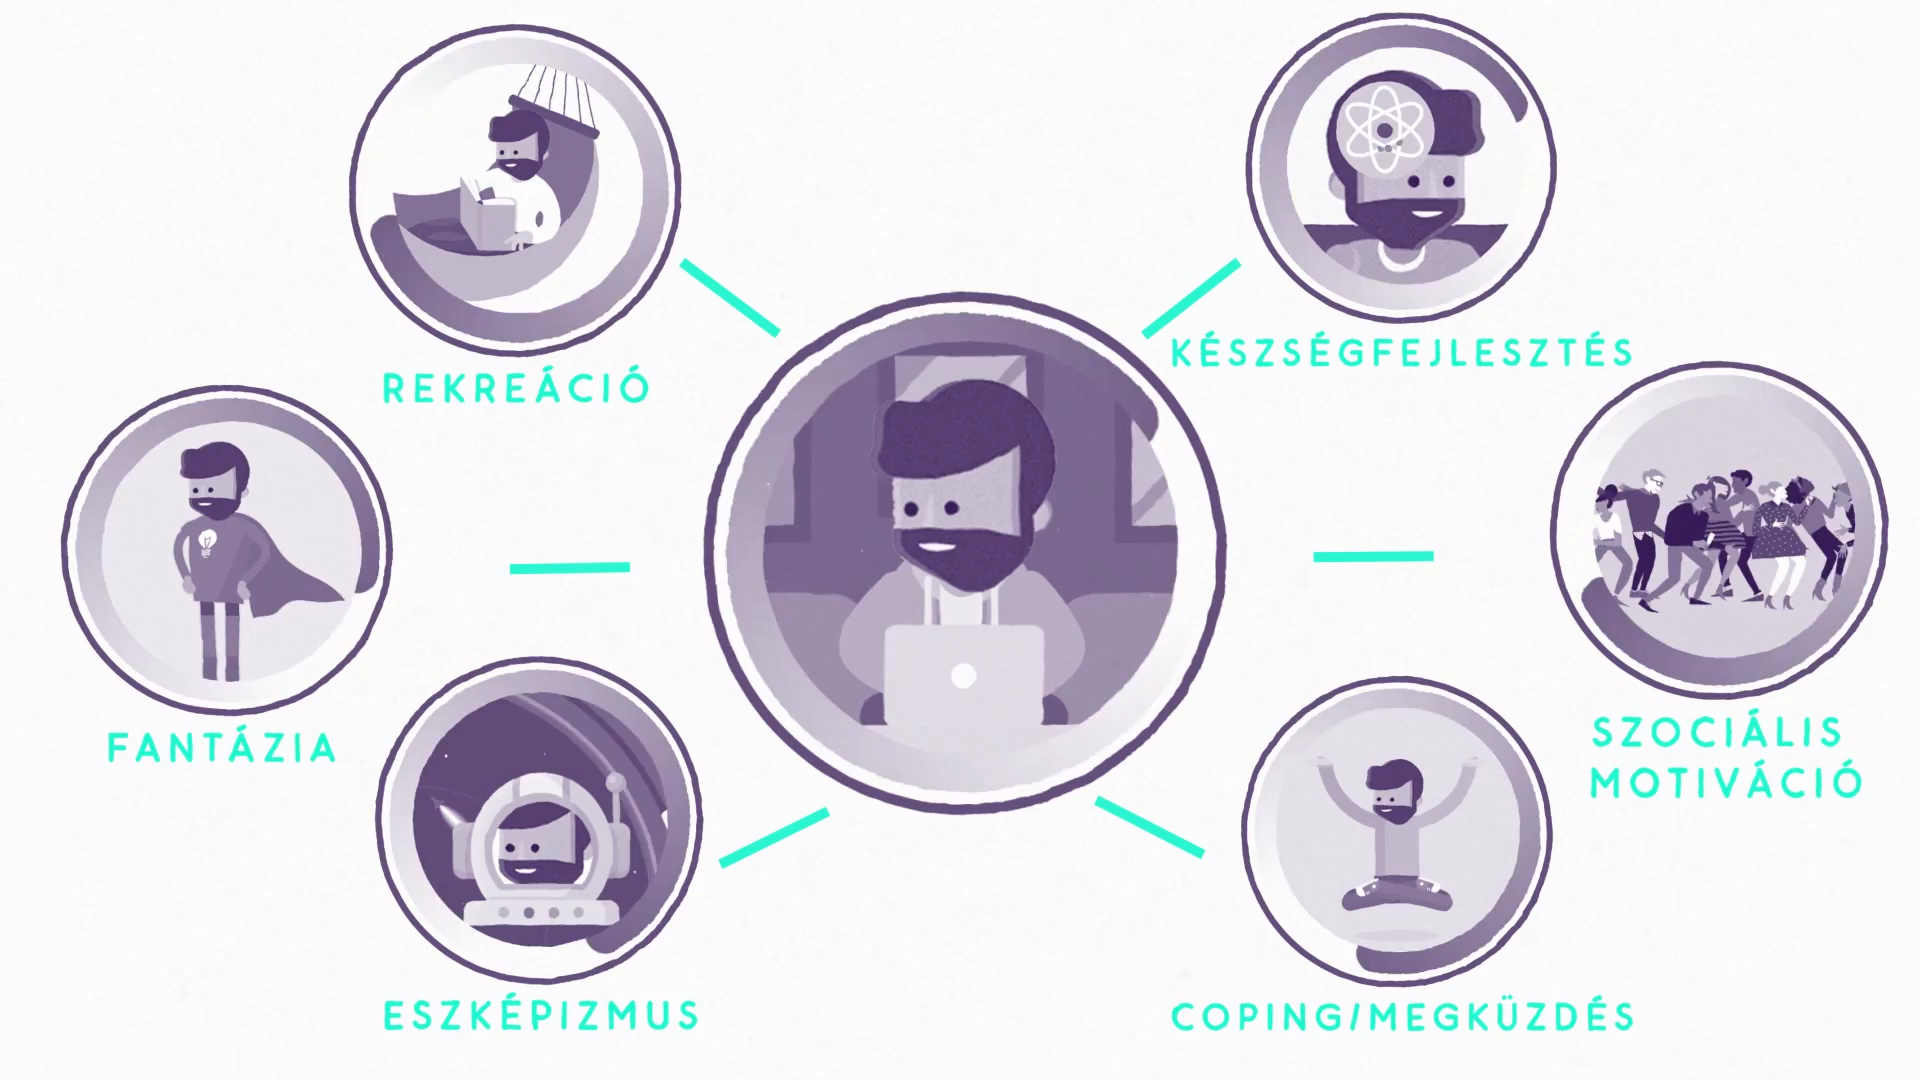 REKREÁCIÓ
KÉSZSÉGFEJLESZTÉS
FANTÁZIA
SZOCIÁLIS
MOTIVÁCIÓ
ESZKÉPIZMUS
COPING/MEGKÜZDÉS